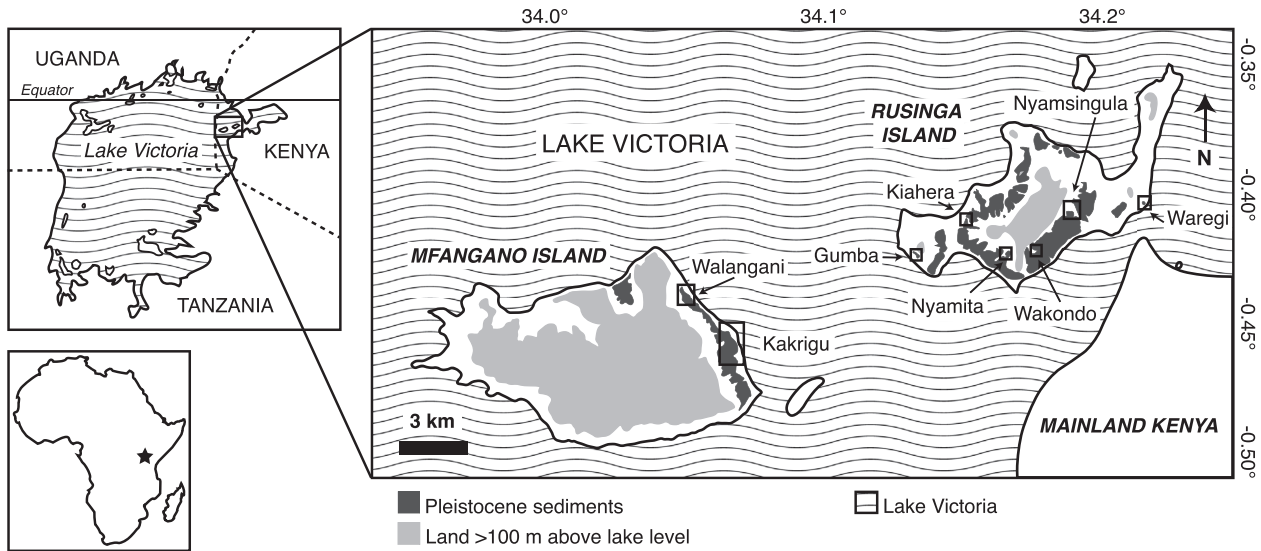 34.0°
34.1°
34.2°
UGANDA
Equator
Lake Victoria
KENYA
TANZANIA
LAKE VICTORIA
RUSINGA
ISLAND
Nyamsingula
N
Kiahera
Waregi
Gumba
Nyamita
Wakondo
MFANGANO ISLAND
Walangani
Kakrigu
3 km
MAINLAND KENYA
-0.35°
-0.40°
-0.45°
-0.50°
Pleistocene sediments
Lake Victoria
Land >100 m above lake level